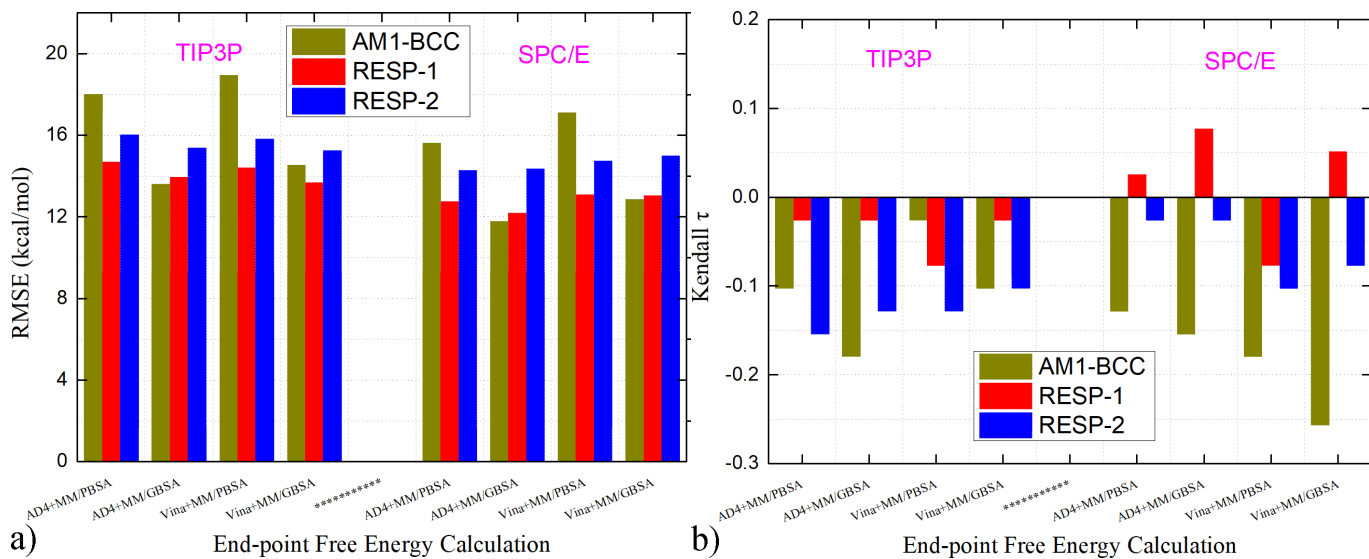 20
16
12
8
4
0
RMSE (kcal/mol)
TIP3P
SPC/E
AM1-BCC
RESP-1
RESP-2
AD4+MM/PBSA
AD4+MM/GBSA
Vina+MM/PBSA
Vina+MM/GBSA
***********
AD4+MM/PBSA
AD4+MM/GBSA
Vina+MM/PBSA
Vina+MM/GBSA
a)
End-point Free Energy Calculation
0.2
0.1
0.0
-0.1
-0.2
-0.3
Kendall τ
TIP3P
SPC/E
AM1-BCC
RESP-1
RESP-2
AD4+MM/PBSA
AD4+MM/GBSA
Vina+MM/PBSA
Vina+MM/GBSA
***********
AD4+MM/PBSA
AD4+MM/GBSA
Vina+MM/PBSA
Vina+MM/GBSA
b)
End-point Free Energy Calculation